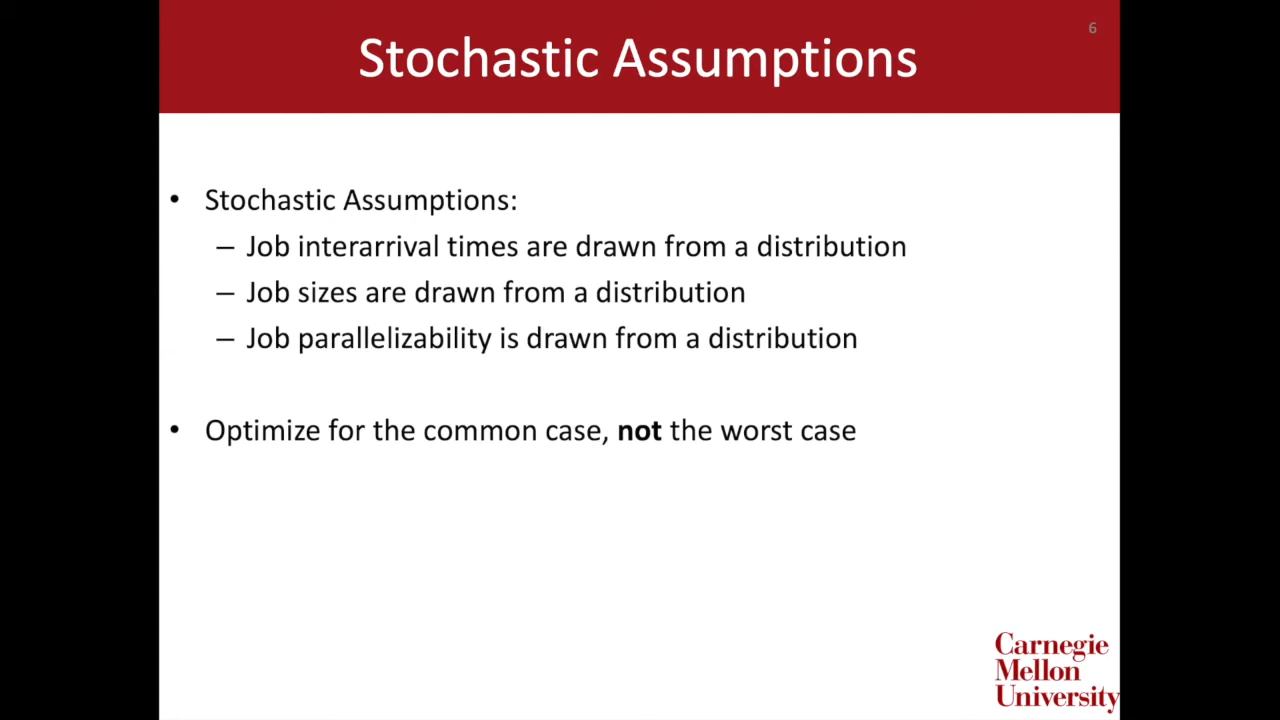 6
Stochastic Assumptions
• Stochastic Assumptions:
– Job interarrival times are drawn from a distribution
– Job sizes are drawn from a distribution
– Job parallelizability is drawn from a distribution
• Optimize for the common case, not the worst case
Carnegie
Mellon
University